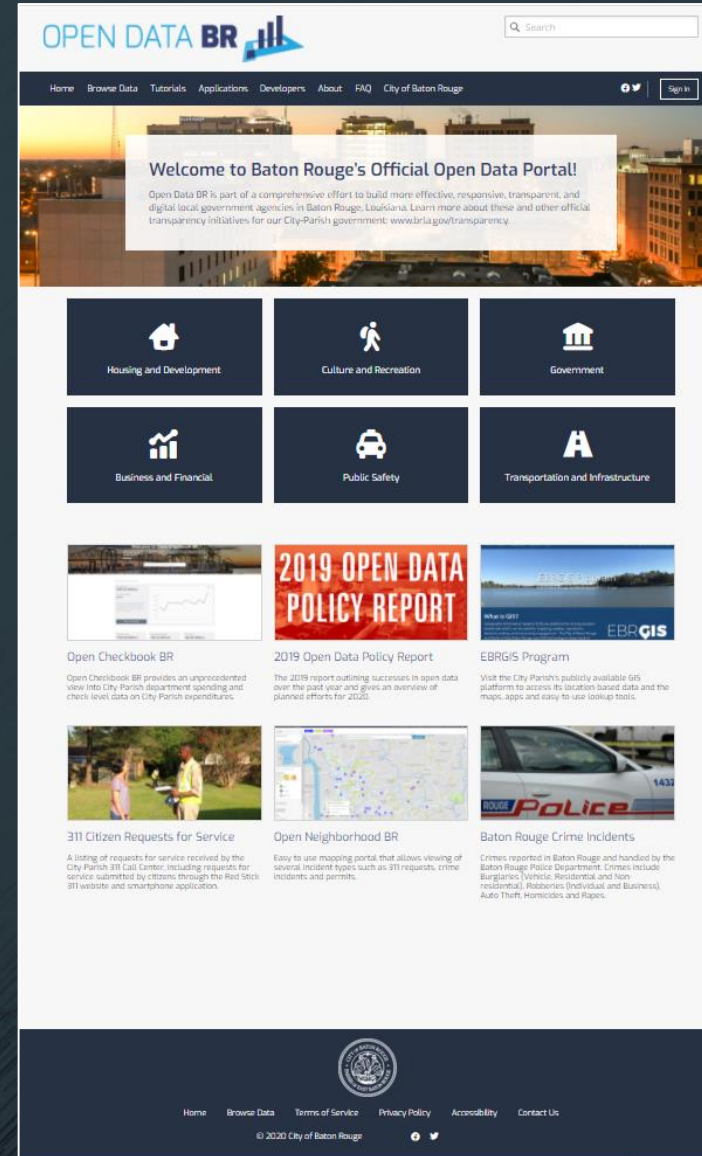 OPEN DATA BR
Search
Home Browse Data Tutorials Applications Developers About FAQ City of Baton Rouge
Sign In
Welcome to Baton Rouge's Official Open Data Portal!
Open Data BR is part of a comprehensive effort to build more effective, responsive, transparent, and
digital local government agencies in Baton Rouge, Louisiana. Learn more about these and other official
transparency initiatives for our City-Parish government: www.brla.gov/transparency.
Housing and Development
Culture and Recreation
Government
Business and Financial
Public Safety
Transportation and Infrastructure
2019 OPEN DATA
POLICY REPORT
EBRGIS Program
What is GIS?
EBRGIS
Open Checkbook BR
Open Checkbook BR provides an unprecedented
view into City-Parish department spending and
check level data on City-Parish expenditures.
2019 Open Data Policy Report
The 2019 report outlining successes in open data
over the past year and gives an overview of
planned efforts for 2020.
EBRGIS Program
Visit the City Parish's publicly available GIS
platform to access its location-based data and the
maps, apps and easy-to-use lookup tools.
1437
ROUGE Police
311 Citizen Requests for Service
A listing of requests for service received by the
City Parish 311 Call Center, including requests for
service submitted by citizens through the Red Stick
311 website and smartphone application.
Open Neighborhood BR
Easy to use mapping portal that allows viewing of
several incident types such as 311 requests, crime
incidents and permits.
Baton Rouge Crime Incidents
Crimes reported in Baton Rouge and handled by the
Baton Rouge Police Department. Crimes include
Burglaries (Vehicle, Residential and Non
residential), Robberies (Individual and Business),
Auto Theft, Homicides and Rapes.
Home Browse Data Terms of Service Privacy Policy Accessibility Contact Us
© 2020 City of Baton Rouge